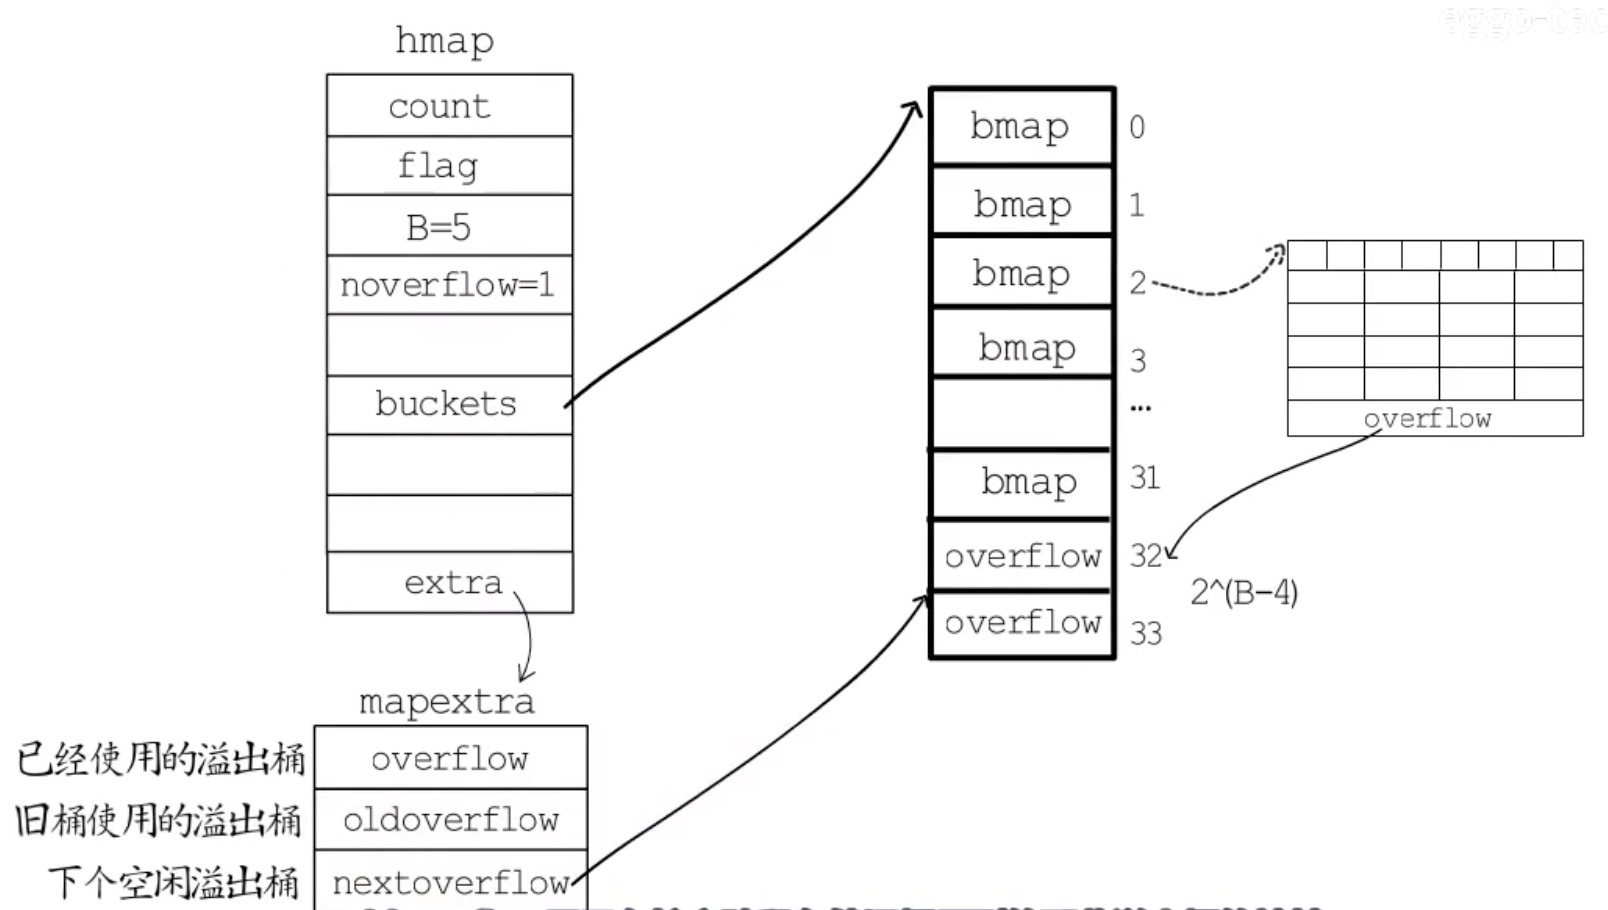 hmap
count
flag
B=5
noverflow=1
buckets
extra
mapextra
已经使用的溢出桶 overflow
旧桶使用的溢出桶 oldoverflow
下个空闲溢出桶 nextoverflow
bmap 0
bmap 1
bmap 2
bmap 3
...
bmap 31
overflow 32
2^(B-4)
overflow 33
overflow
eggo-tec